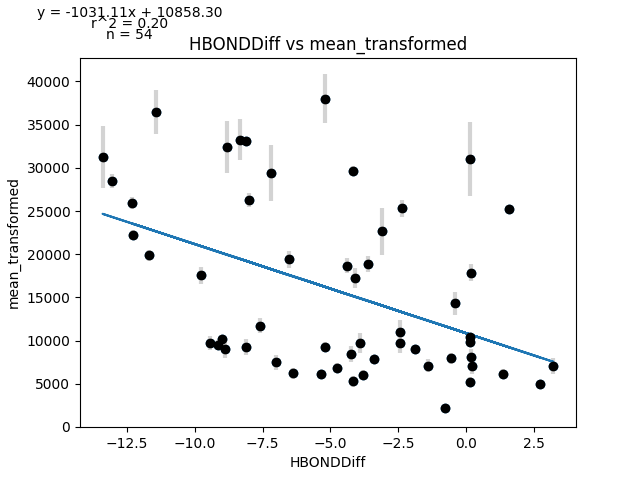 y = -1031.11x + 10858.30
r^2 = 0.20
n = 54
HBONDDiff vs mean_transformed
40000
35000
30000
25000
20000
15000
10000
5000
0
mean_transformed
−12.5 −10.0 −7.5 −5.0 −2.5 0.0 2.5
HBONDDiff